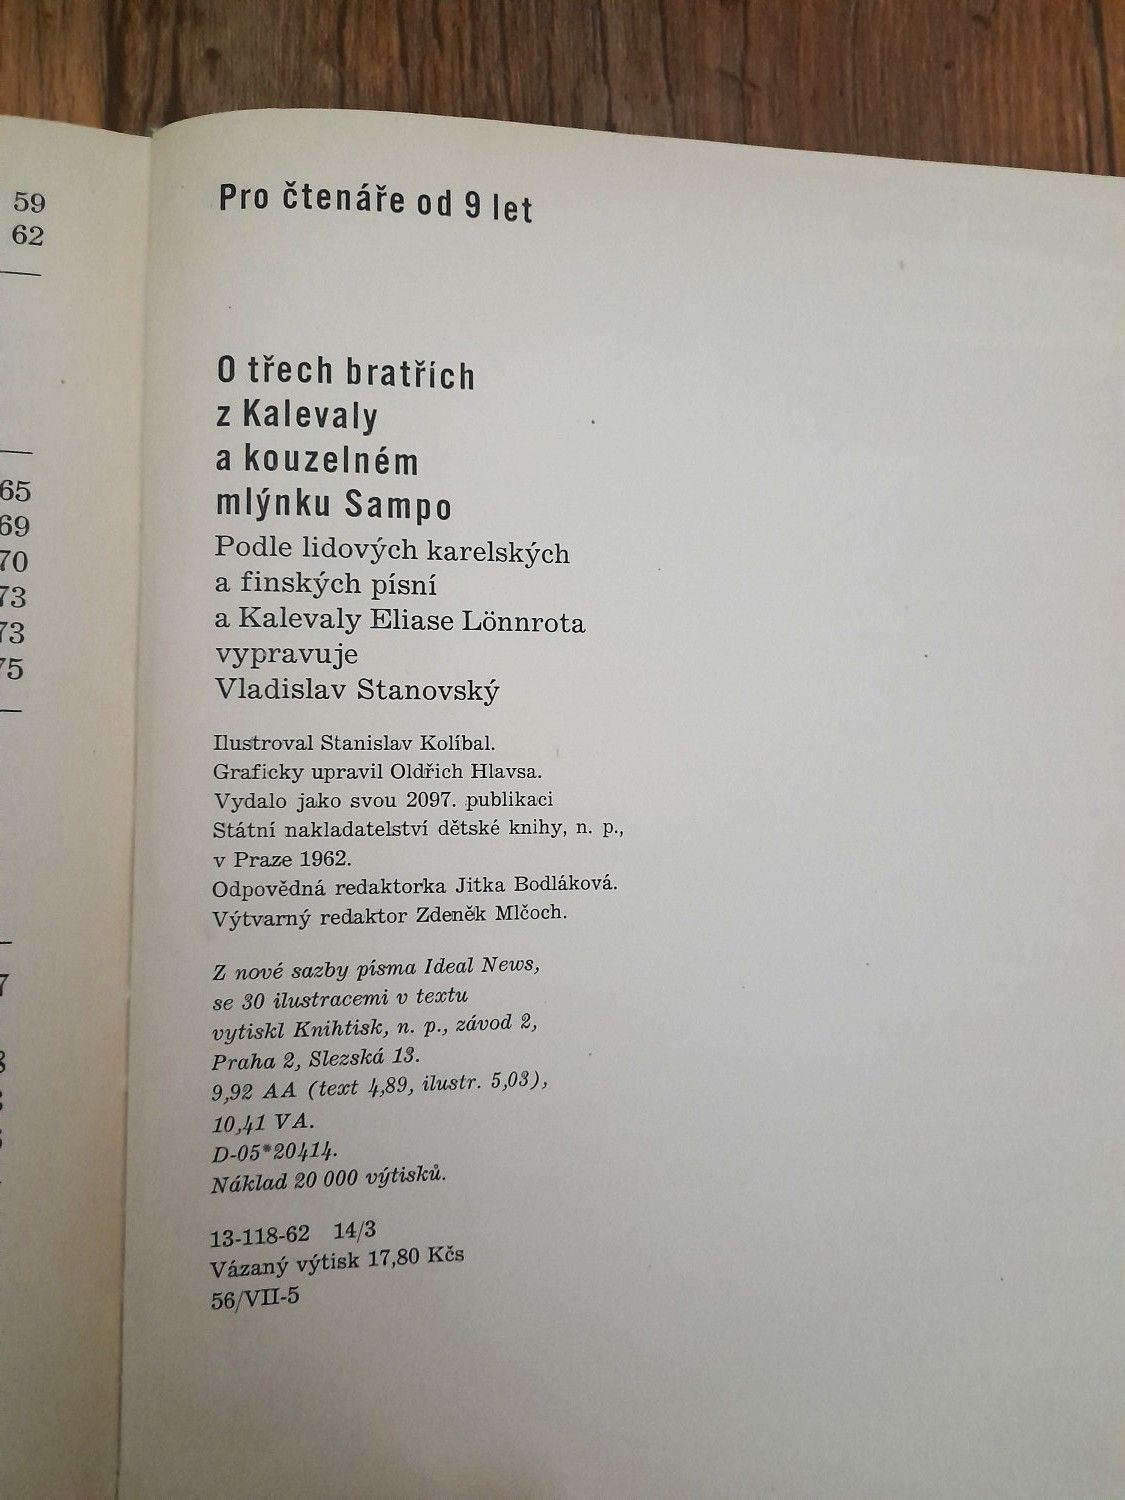 59
62
65
69
70
73
73
75
Pro čtenáře od 9 let
O třech bratřích
z Kalevaly
a kouzelném
mlýnku Sampo
Podle lidových karelských
a finských písní
a Kalevaly Eliase Lönnrota
vypravuje
Vladislav Stanovský
Ilustroval Stanislav Kolíbal.
Graficky upravil Oldřich Hlavsa.
Vydalo jako svou 2097. publikaci
Státní nakladatelství dětské knihy, n. p.,
v Praze 1962.
Odpovědná redaktorka Jitka Bodláková.
Výtvarný redaktor Zdeněk Mlčoch.
Z nové sazby písma Ideal News,
se 30 ilustracemi v textu
vytiskl Knihtisk, n. p., závod 2,
Praha 2, Slezská 13.
9,92 AA (text 4,89, ilustr. 5,03),
10,41 VA.
D-05*20414.
Náklad 20 000 výtisků.
13-118-62 14/3
Vázaný výtisk 17,80 Kčs
56/VII-5